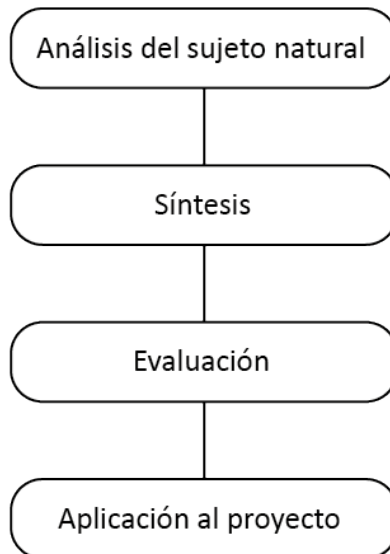 Análisis del sujeto natural
Síntesis
Evaluación
Aplicación al proyecto